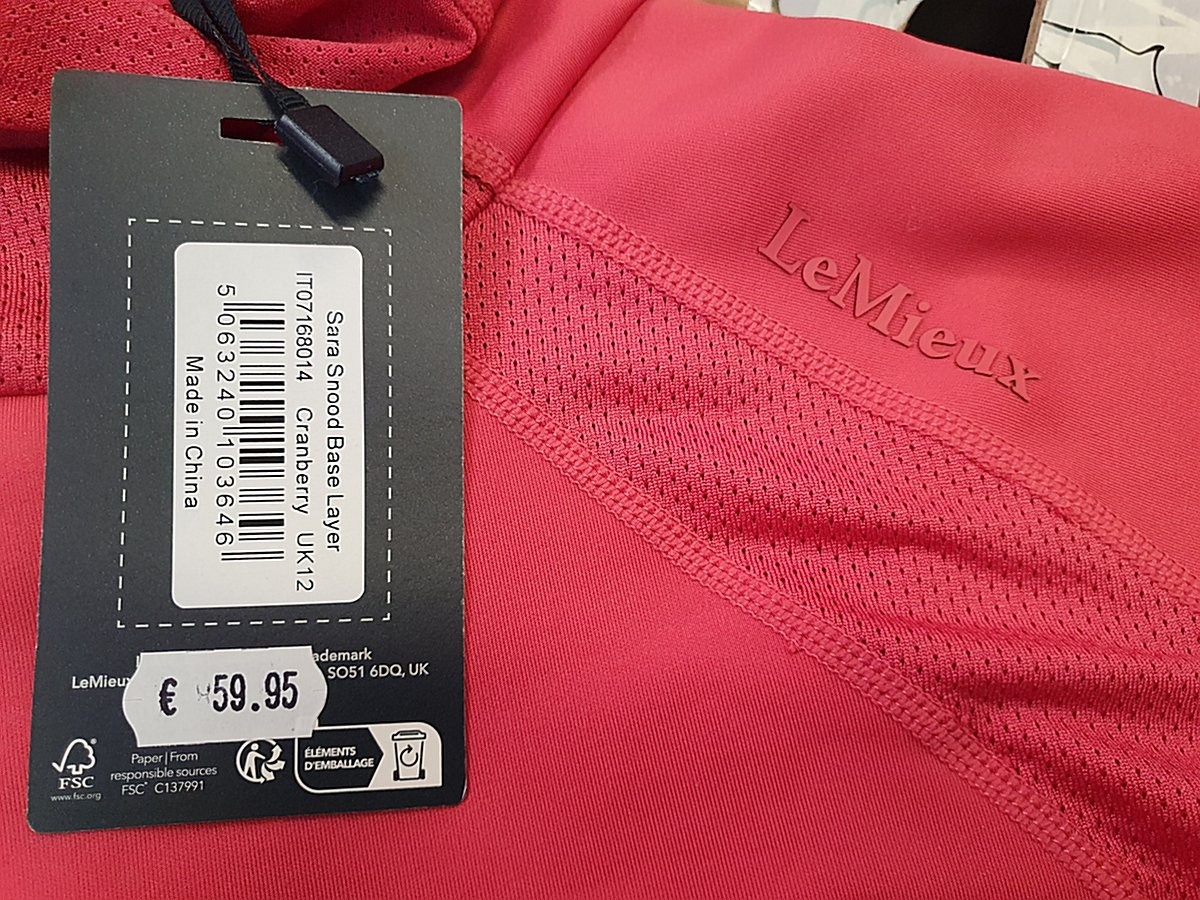 LeMieux
Sara Snood Base Layer
IT07168014 Cranberry UK12
5 063240 103646
Made in China
LeMieux
SO51 6DQ, UK
€ 59.95
FSC®
www.fsc.org
Paper | From
responsible sources
FSC® C137991
ÉLÉMENTS
D'EMBALLAGE